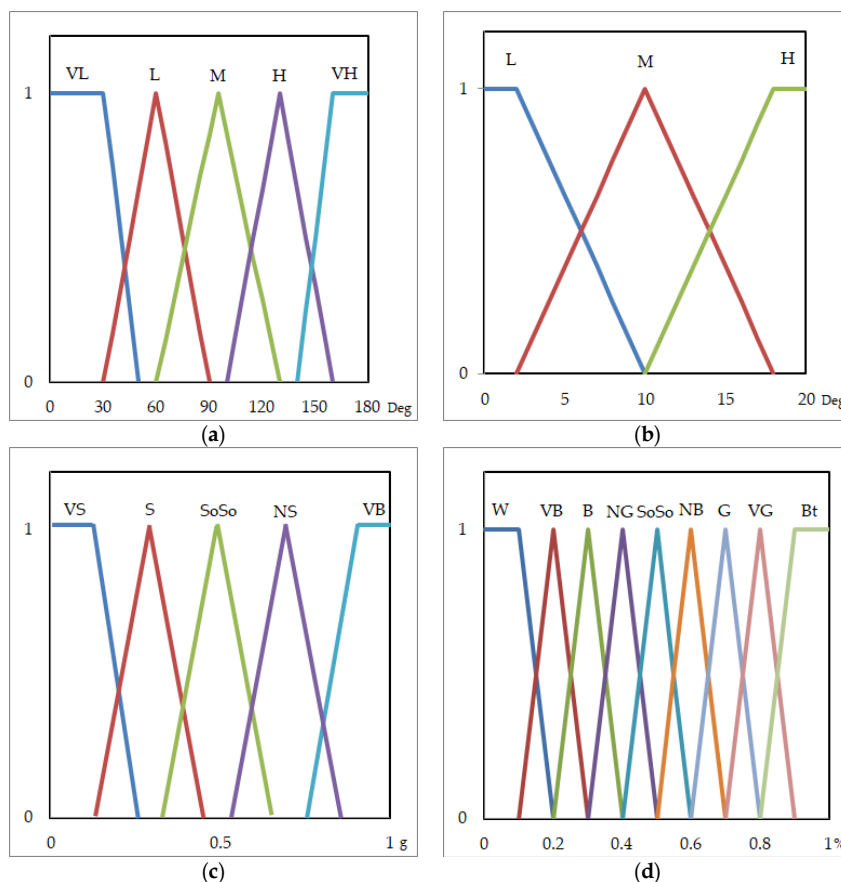 VL L M H VH
1
0
0 30 60 90 120 150 180 Deg
(a)
L M H
1
0
0 5 10 15 20 Deg
(b)
VS S SoSo NS VB
1
0
0 0.5 1 g
(c)
W VB B NG SoSo NB G VG Bt
1
0
0 0.2 0.4 0.6 0.8 1%
(d)